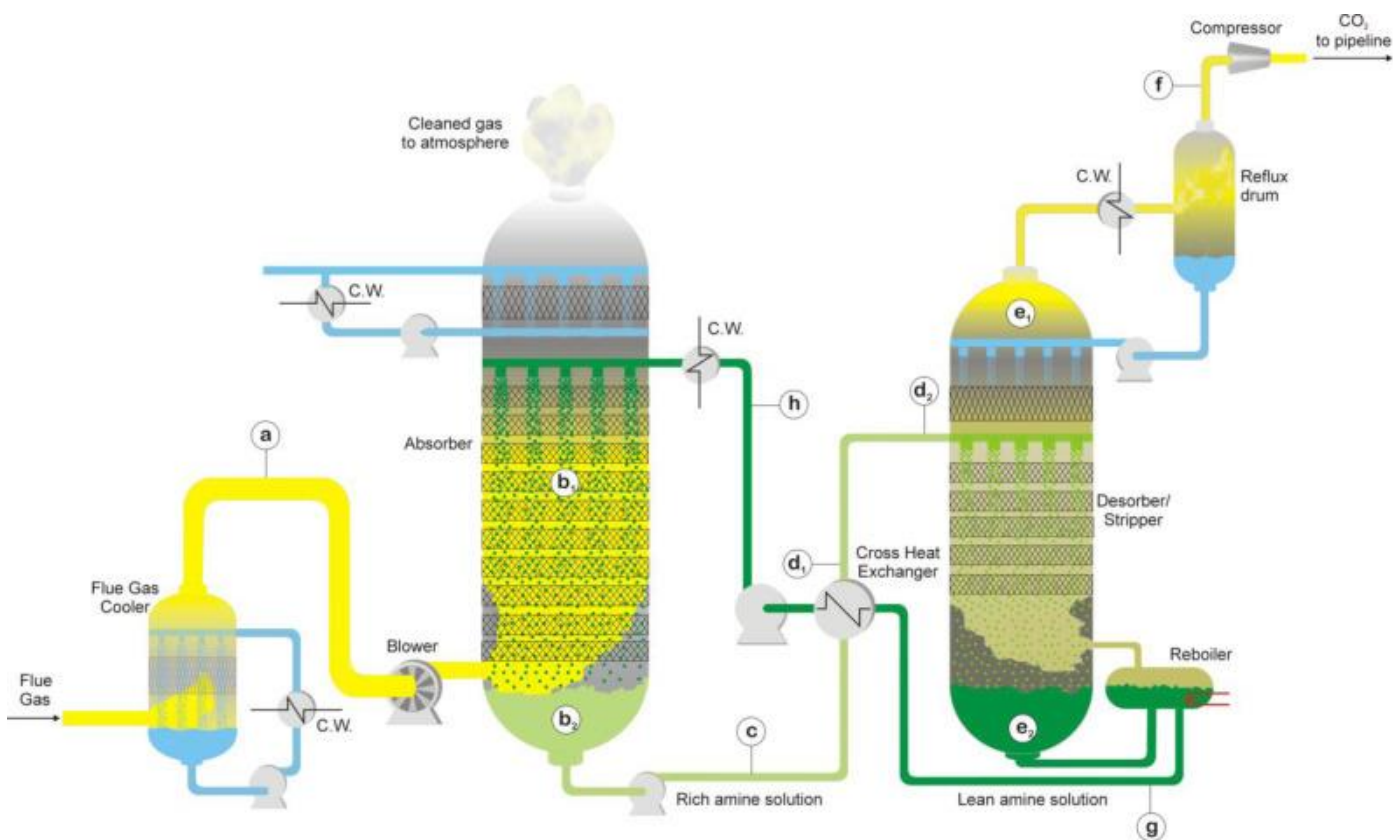 Compressor
CO₂
to pipeline
f
Cleaned gas
to atmosphere
C.W.
Reflux
drum
C.W.
C.W.
e₁
h
d₂
a
Absorber
b₁
Desorber/
Stripper
Cross Heat
Exchanger
d₁
Flue Gas
Cooler
Blower
Reboiler
Flue
Gas
C.W.
b₂
e₂
c
Rich amine solution
Lean amine solution
g